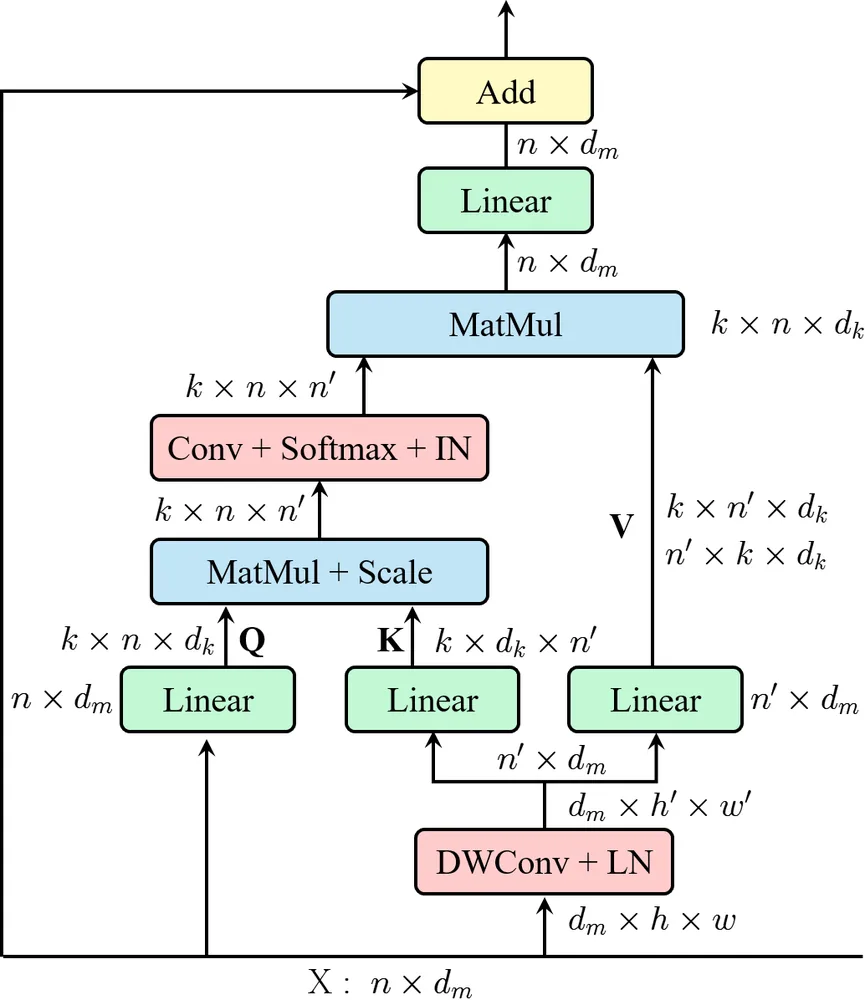 Add
n × d_m
Linear
n × d_m
MatMul
k × n × d_k
k × n × n′
Conv + Softmax + IN
k × n × n′
V
k × n′ × d_k
n′ × k × d_k
MatMul + Scale
k × n × d_k
Q
K
k × d_k × n′
n × d_m
Linear
Linear
Linear
n′ × d_m
n′ × d_m
d_m × h′ × w′
DWConv + LN
d_m × h × w
X : n × d_m